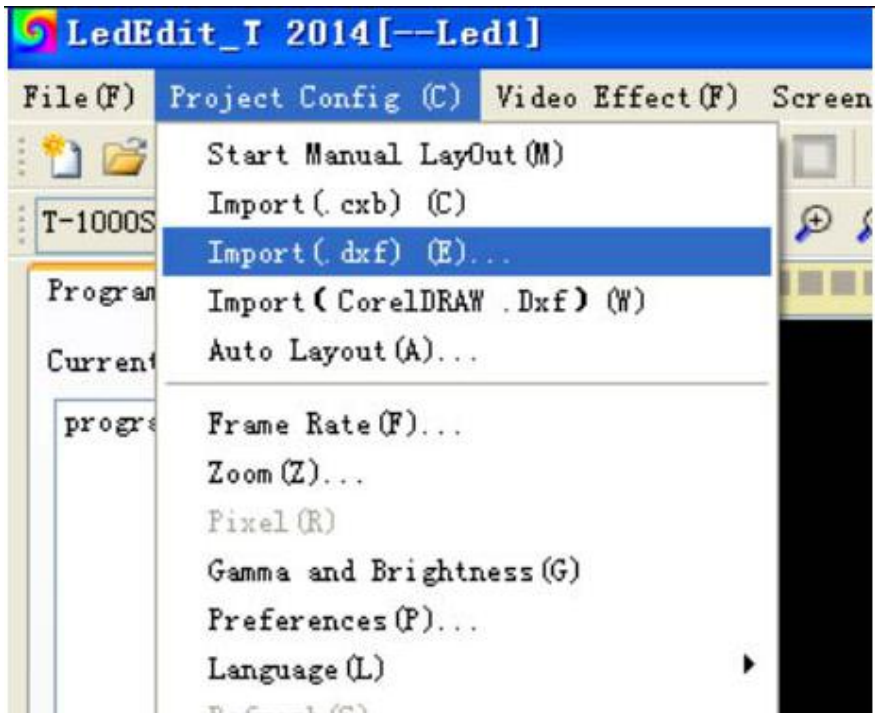 LedEdit_T 2014[--Led1]
File(F) Project Config (C) Video Effect(F) Screen
Start Manual LayOut(M)
Import(.cxb) (C)
T-1000S
Import(.dxf) (E)...
Program
Import(CorelDRAW .Dxf) (W)
Current
Auto Layout(A)...
progra
Frame Rate(F)...
Zoom(Z)...
Pixel(R)
Gamma and Brightness(G)
Preferences(P)...
Language(L)